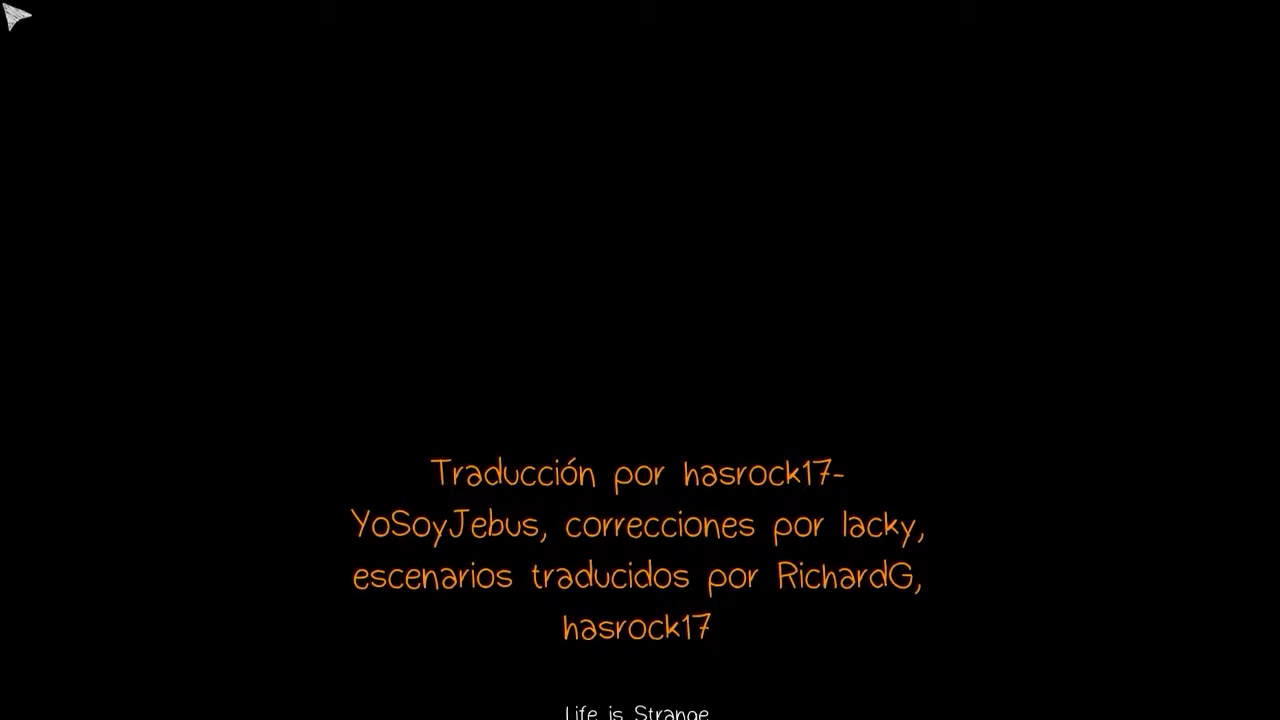 Traducción por hasrock17-
YoSoyJebus, correcciones por lacky,
escenarios traducidos por RichardG,
hasrock17
Life is Strange